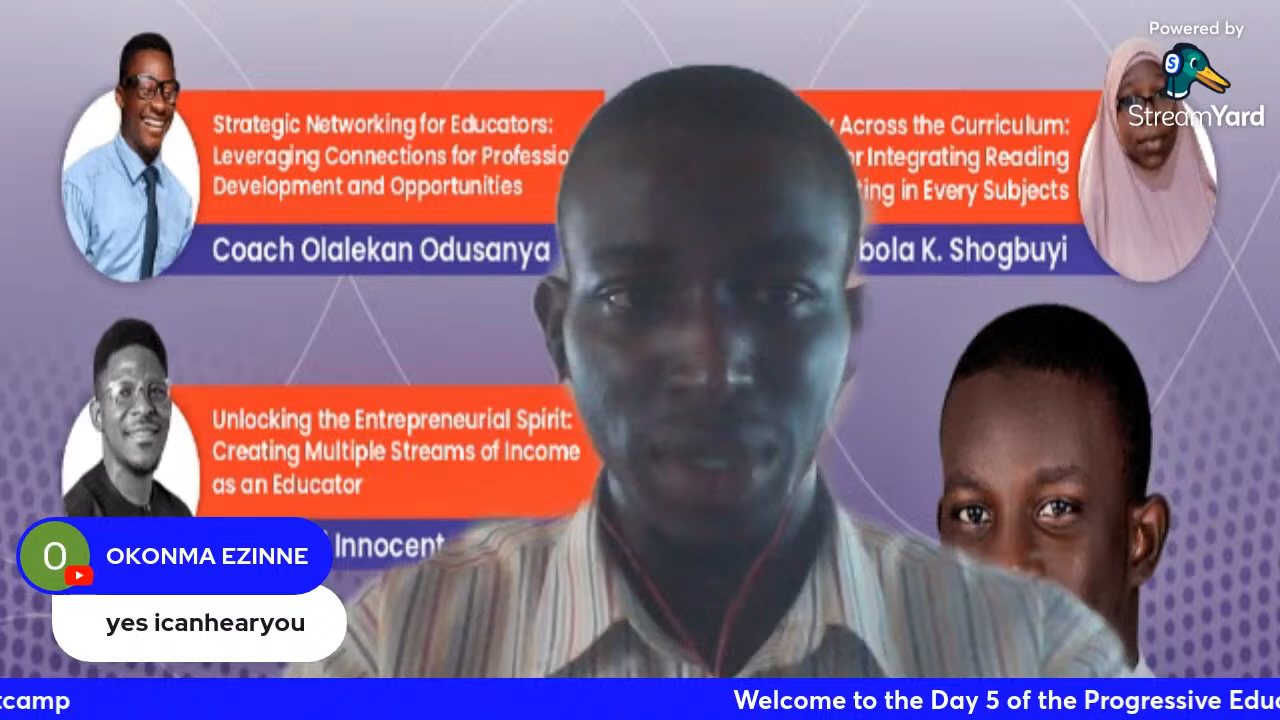 Powered by
StreamYard
Strategic Networking for Educators:
Leveraging Connections for Professio
Development and Opportunities
Coach Olalekan Odusanya
Across the Curriculum:
Integrating Reading
in Every Subjects
K. Shogbuyi
Unlocking the Entrepreneurial Spirit:
Creating Multiple Streams of Income
as an Educator
Innocent
O
OKONMA EZINNE
yes icanhearyou
tcamp
Welcome to the Day 5 of the Progressive Educ